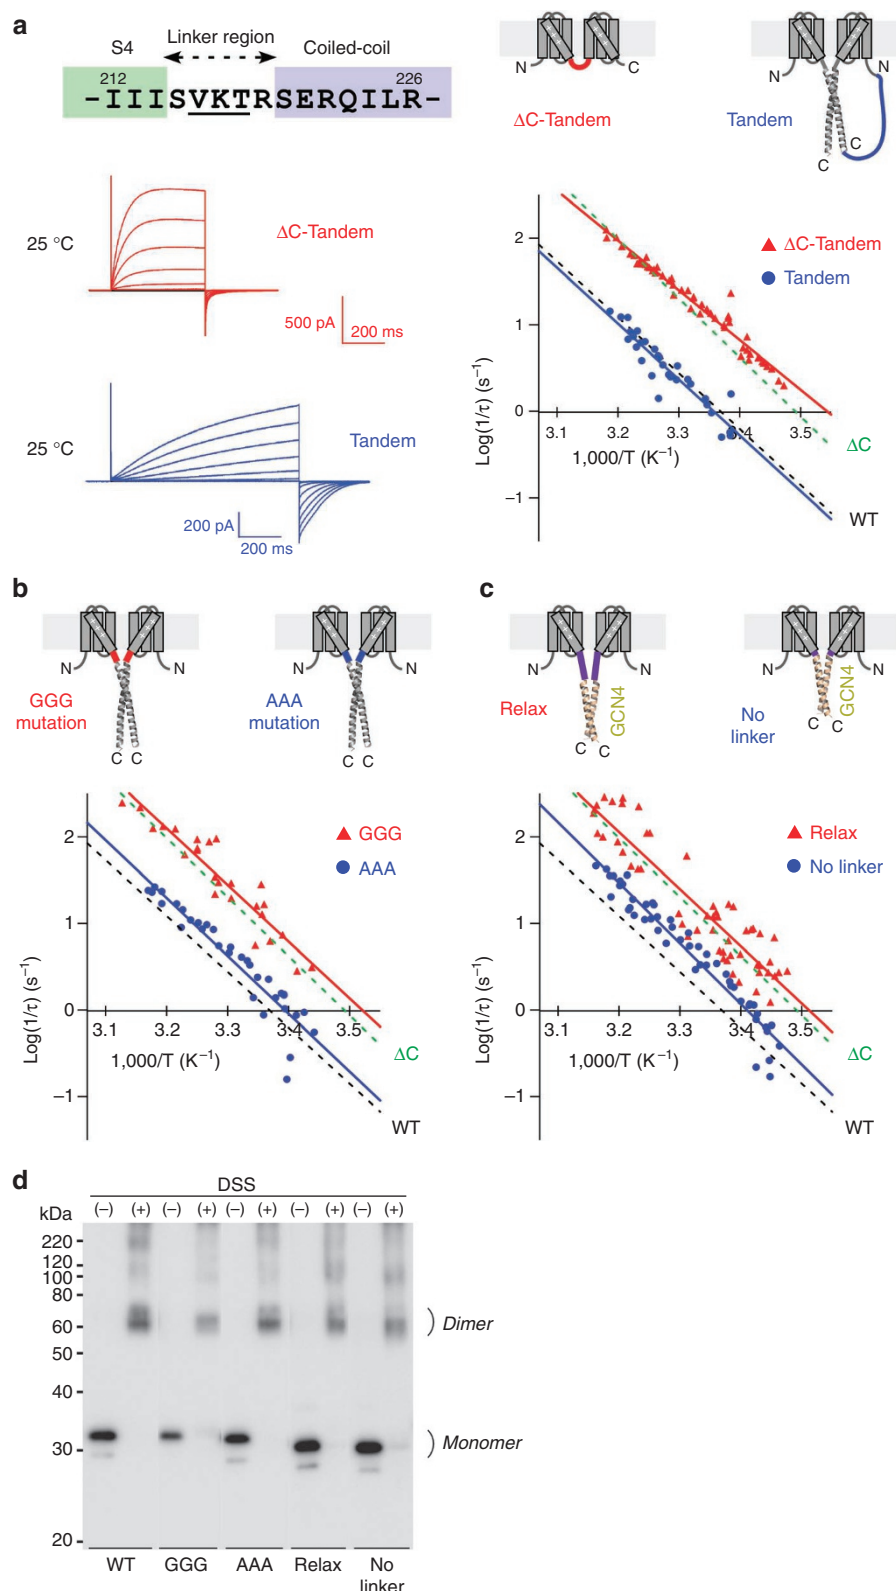 a
S4
Linker region
Coiled-coil
212
226
-IIISVKTRSERQILR-
N
C
ΔC-Tandem
N
N
C
C
Tandem
25 °C
ΔC-Tandem
500 pA
200 ms
25 °C
Tandem
200 pA
200 ms
ΔC-Tandem
Tandem
2
1
0
–1
3.1
3.2
3.3
3.4
3.5
Log(1/τ) (s⁻¹)
1,000/T (K⁻¹)
ΔC
WT
b
N
N
GGG
mutation
C C
N
N
AAA
mutation
C C
GGG
AAA
2
1
0
–1
3.1
3.2
3.3
3.4
3.5
Log(1/τ) (s⁻¹)
1,000/T (K⁻¹)
ΔC
WT
c
N
N
Relax
GCN4
C C
N
N
No
linker
GCN4
C C
Relax
No linker
2
1
0
–1
3.1
3.2
3.3
3.4
3.5
Log(1/τ) (s⁻¹)
1,000/T (K⁻¹)
ΔC
WT
d
DSS
kDa
(–) (+) (–) (+) (–) (+) (–) (+) (–) (+)
220
120
100
80
60
50
40
30
20
Dimer
Monomer
WT GGG AAA Relax No
linker